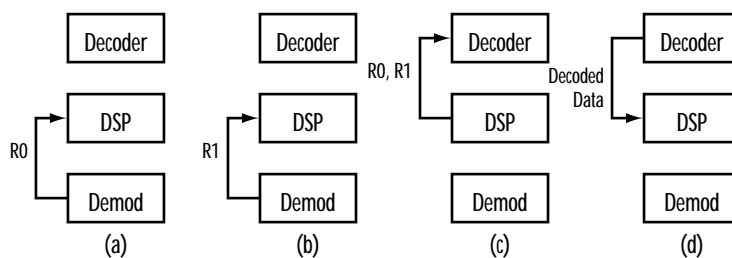 Decoder
Decoder
Decoder
Decoder
R0, R1
Decoded
Data
DSP
DSP
DSP
DSP
R0
R1
Demod
Demod
Demod
Demod
(a)
(b)
(c)
(d)